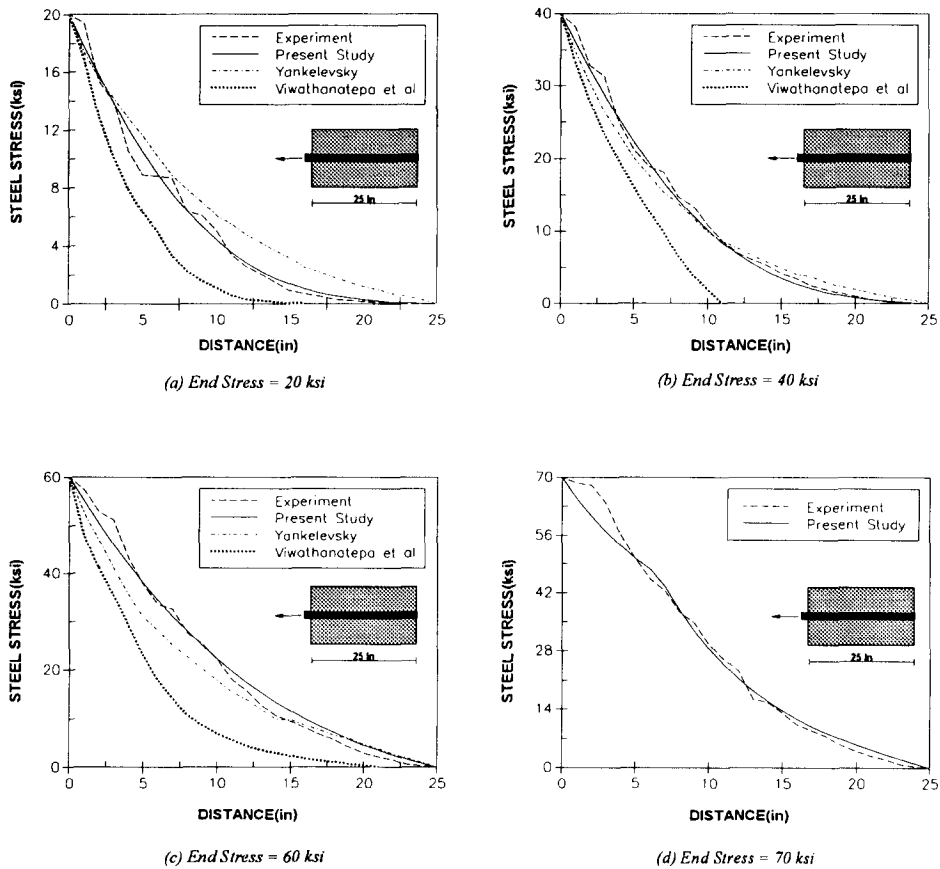 20
16
12
8
4
0
STEEL STRESS(ksi)
Experiment
Present Study
Yankelevsky
Viwathanatepa et al
25 in
0 5 10 15 20 25
DISTANCE(in)
(a) End Stress = 20 ksi
40
30
20
10
0
STEEL STRESS(ksi)
Experiment
Present Study
Yankelevsky
Viwathanatepa et al
25 in
0 5 10 15 20 25
DISTANCE(in)
(b) End Stress = 40 ksi
60
40
20
0
STEEL STRESS(ksi)
Experiment
Present Study
Yankelevsky
Viwathanatepa et al
25 in
0 5 10 15 20 25
DISTANCE(in)
(c) End Stress = 60 ksi
70
56
42
28
14
0
STEEL STRESS(ksi)
Experiment
Present Study
25 in
0 5 10 15 20 25
DISTANCE(in)
(d) End Stress = 70 ksi